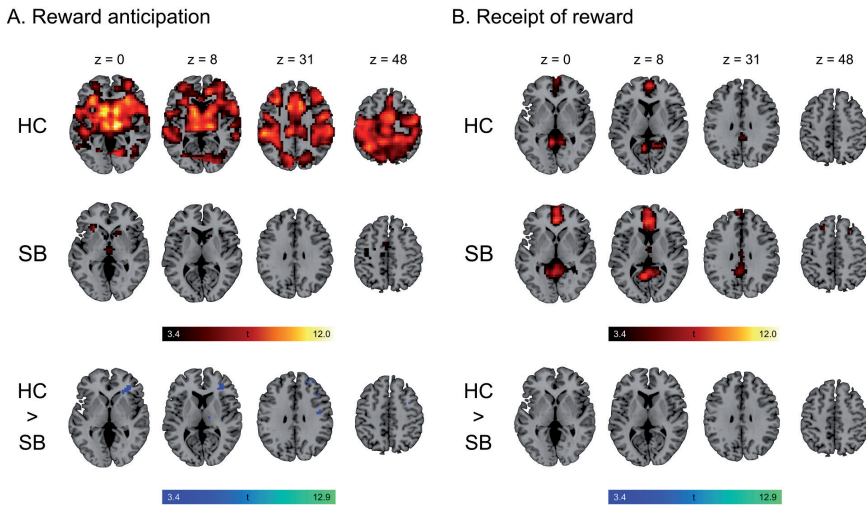 A. Reward anticipation
z = 0 z = 8 z = 31 z = 48
HC
SB
3.4 t 12.0
HC
>
SB
3.4 t 12.9
B. Receipt of reward
z = 0 z = 8 z = 31 z = 48
HC
SB
3.4 t 12.0
HC
>
SB
3.4 t 12.9